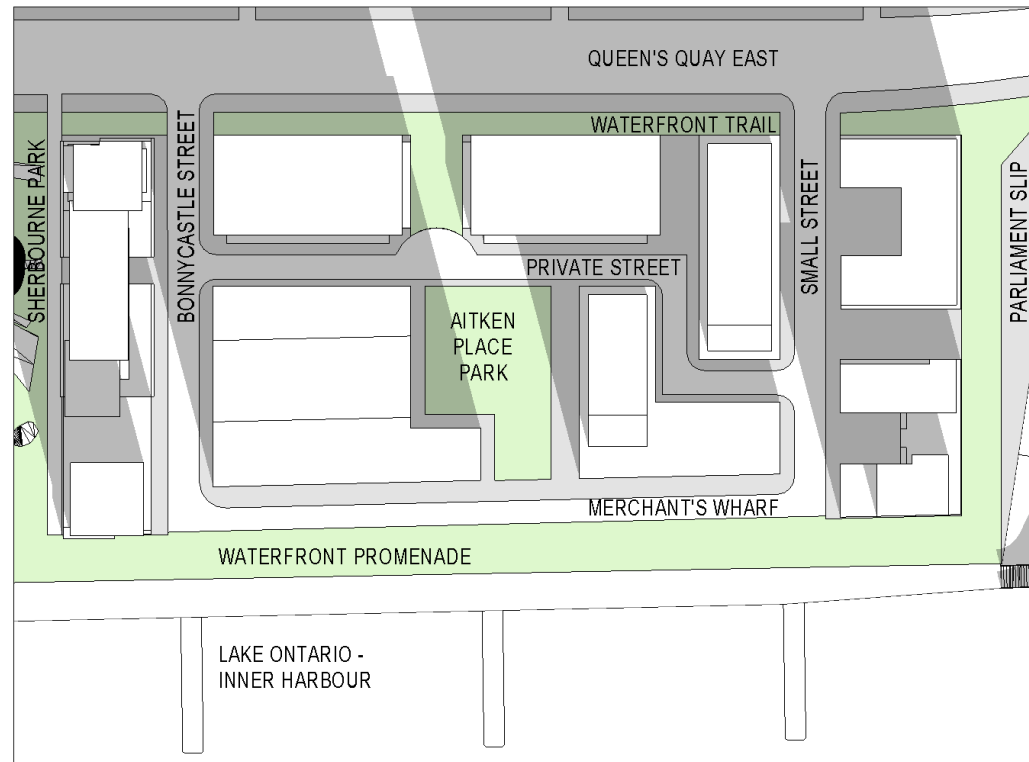 QUEEN'S QUAY EAST
WATERFRONT TRAIL
SHERBOURNE PARK
BONNYCASTLE STREET
SMALL STREET
PARLIAMENT SLIP
PRIVATE STREET
AITKEN
PLACE
PARK
MERCHANT'S WHARF
WATERFRONT PROMENADE
LAKE ONTARIO -
INNER HARBOUR